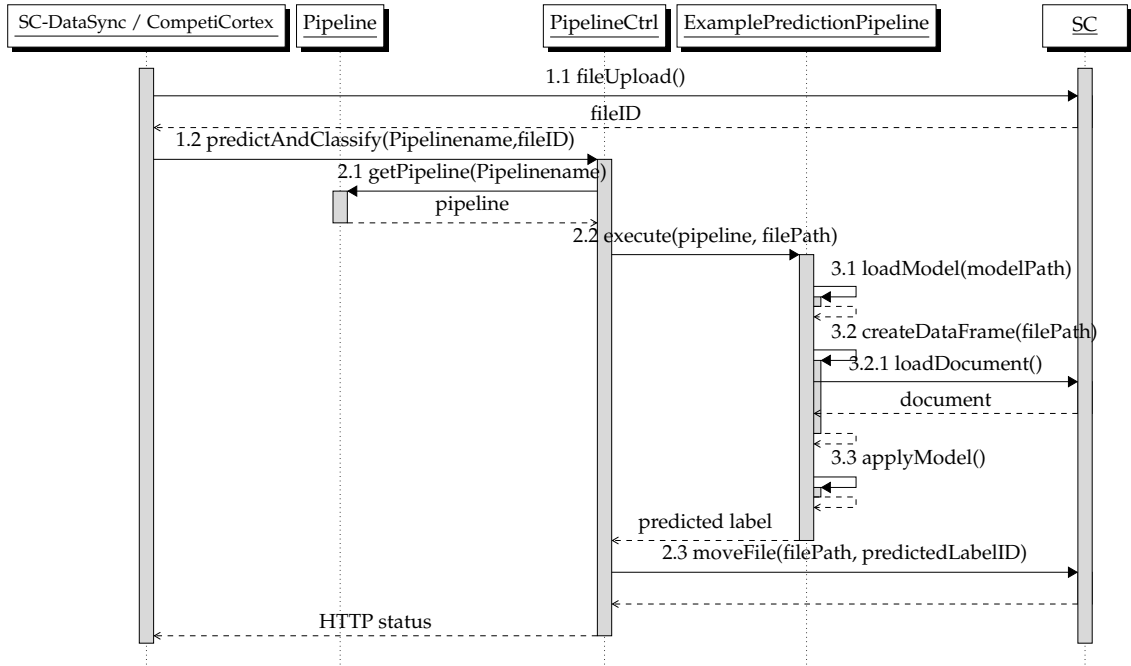 SC-DataSync / CompetiCortex
Pipeline
PipelineCtrl
ExamplePredictionPipeline
SC
1.1 fileUpload()
fileID
1.2 predictAndClassify(Pipelinename,fileID)
2.1 getPipeline(Pipelinename)
pipeline
2.2 execute(pipeline, filePath)
3.1 loadModel(modelPath)
3.2 createDataFrame(filePath)
3.2.1 loadDocument()
document
3.3 applyModel()
predicted label
2.3 moveFile(filePath, predictedLabelID)
HTTP status